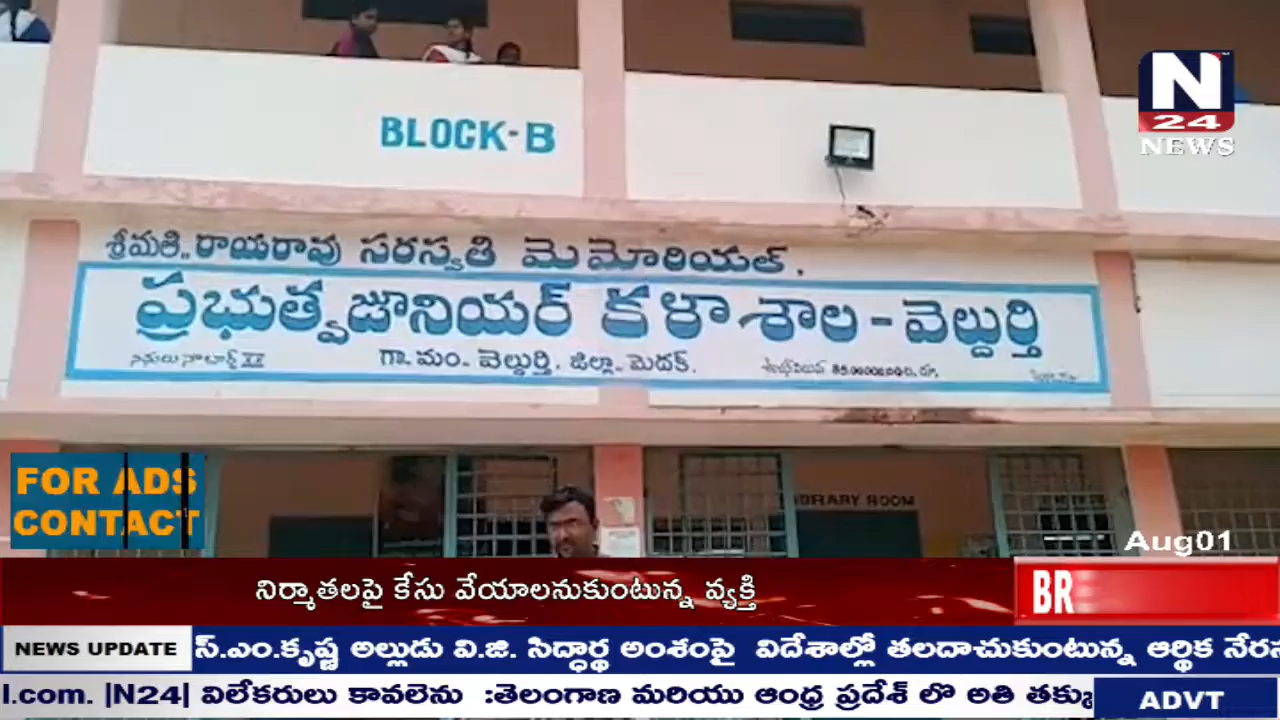 BLOCK-B
N
24
NEWS
శ్రీమతి.. రాయరావు సరస్వతి మెమోరియల్.
ప్రభుత్వ జూనియర్ కళాశాల - వెల్దుర్తి
గ్రా. మం.. వెల్దుర్తి. జిల్లా.. మెదక్.
LIBRARY ROOM
FOR ADS
CONTACT
Aug01
నిర్మాతలపై కేసు వేయాలనుకుంటున్న వ్యక్తి
BR
NEWS UPDATE
స్.ఎం.కృష్ణ అల్లుడు వి.జి. సిద్ధార్థ అంశంపై విదేశాల్లో తలదాచుకుంటున్న ఆర్థిక నేరస
l.com. |N24| విలేకరులు కావలెను :తెలంగాణ మరియు ఆంధ్ర ప్రదేశ్ లొ అతి తక్కు
ADVT